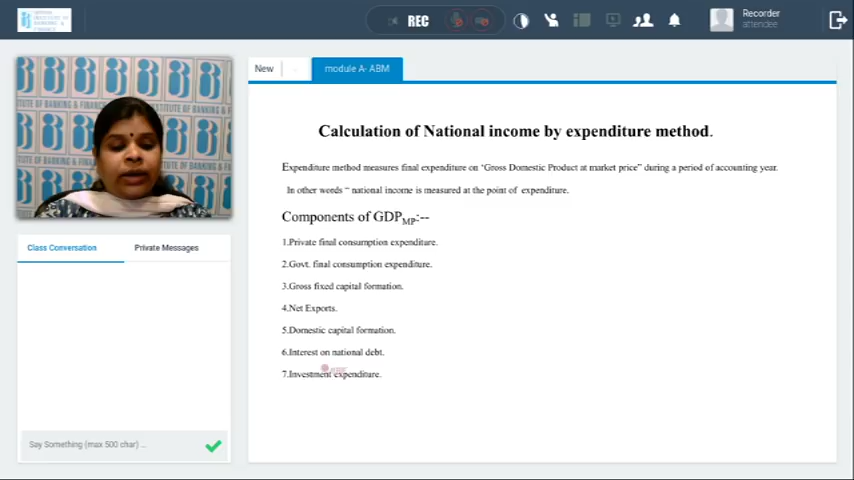 REC
Recorder
attendee
New
module A- ABM
INSTITUTE OF BANKING & FINANCE
Calculation of National income by expenditure method.
Expenditure method measures final expenditure on ‘Gross Domestic Product at market price” during a period of accounting year.
In other words “ national income is measured at the point of expenditure.
Components of GDPMP:--
1.Private final consumption expenditure.
2.Govt. final consumption expenditure.
3.Gross fixed capital formation.
4.Net Exports.
5.Domestic capital formation.
6.Interest on national debt.
7.Investment expenditure.
Class Conversation
Private Messages
Say Something (max 500 char) ...